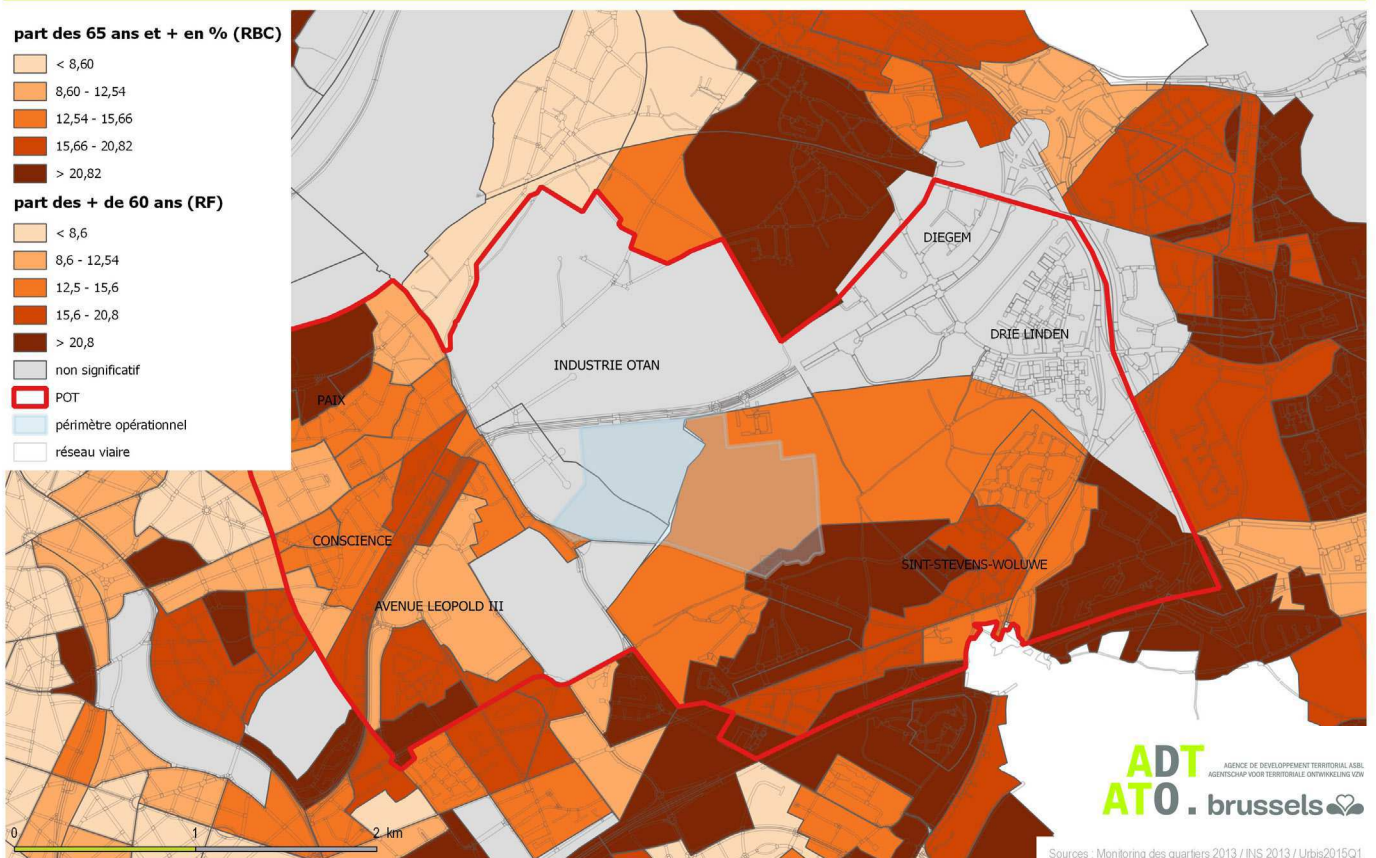 part des 65 ans et + en % (RBC)
< 8,60
8,60 - 12,54
12,54 - 15,66
15,66 - 20,82
> 20,82
part des + de 60 ans (RF)
< 8,6
8,6 - 12,54
12,5 - 15,6
15,6 - 20,8
> 20,8
non significatif
POT
périmètre opérationnel
réseau viaire
DIEGEM
DRIE LINDEN
INDUSTRIE OTAN
PAIX
CONSCIENCE
SINT-STEVENS-WOLUWE
AVENUE LEOPOLD III
0 1 2 km
ADT
ATO . brussels
AGENCE DE DEVELOPPEMENT TERRITORIAL ASBL
AGENTSCHAP VOOR TERRITORIALE ONTWIKKELING VZW
Sources : Monitoring des quartiers 2013 / INS 2013 / Urbis2015Q1